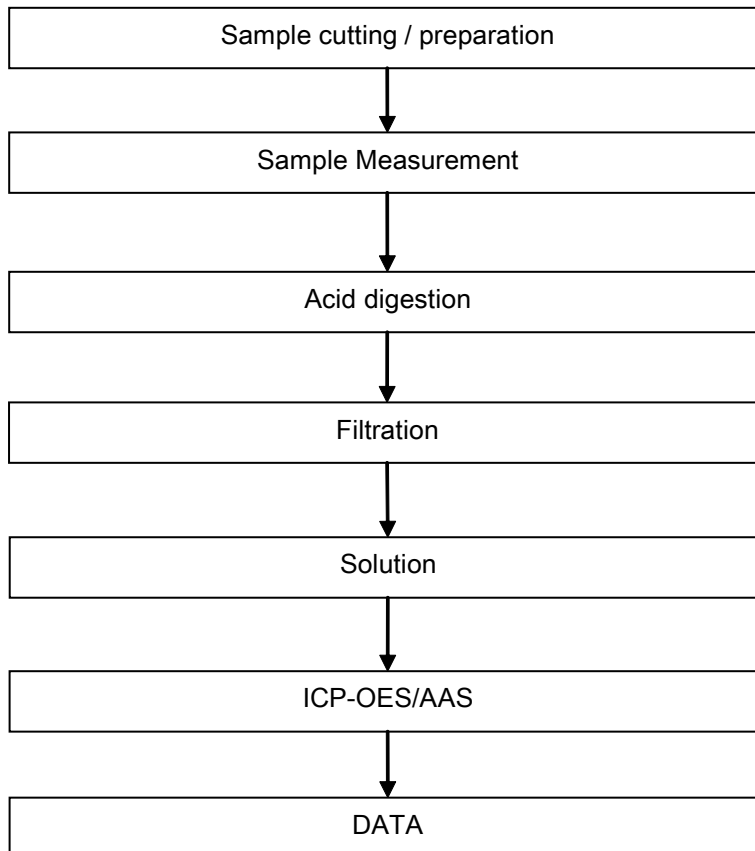 Sample cutting / preparation
Sample Measurement
Acid digestion
Filtration
Solution
ICP-OES/AAS
DATA